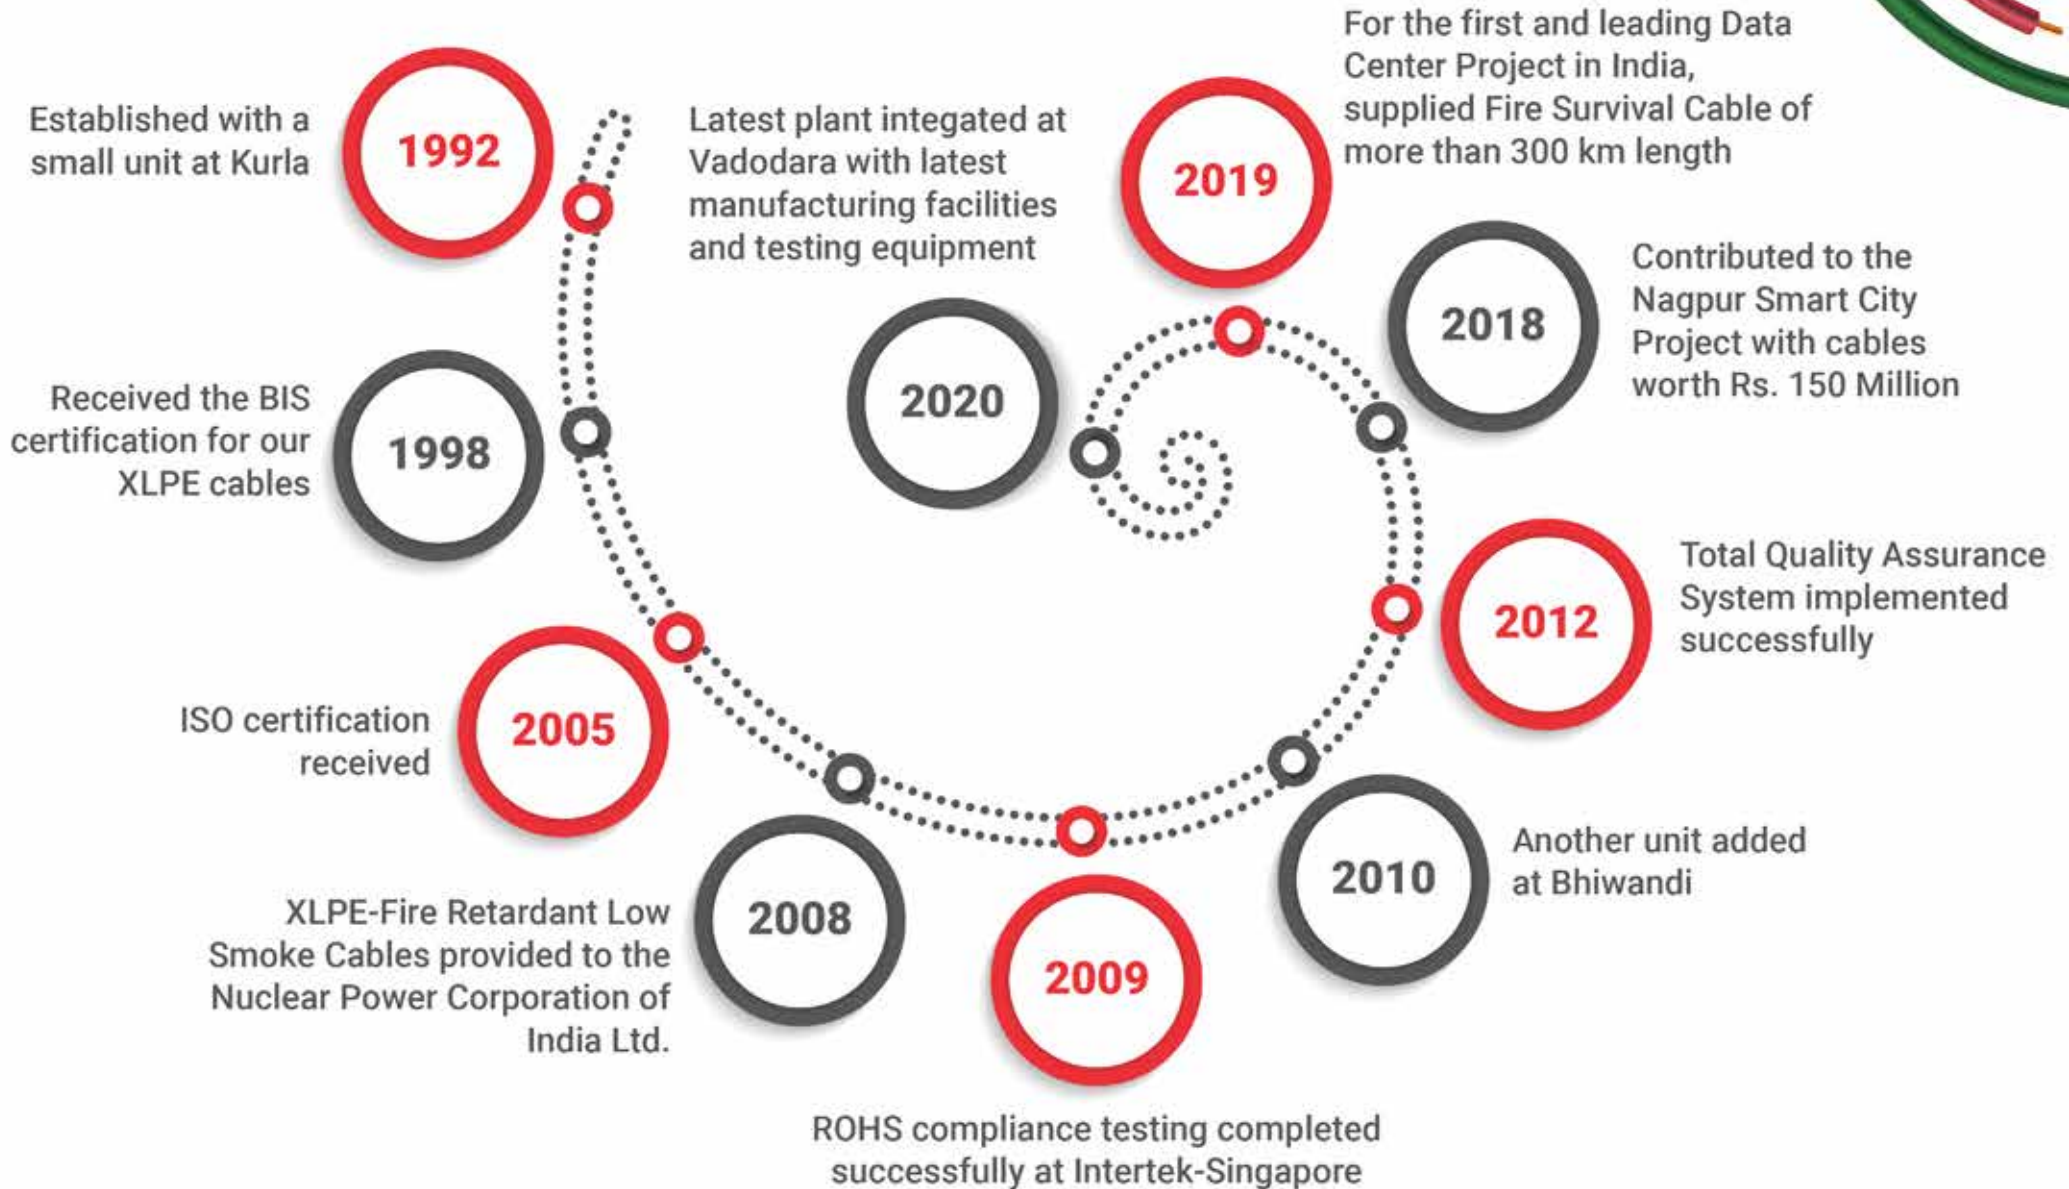 Established with a
small unit at Kurla
1992
Received the BIS
certification for our
XLPE cables
1998
ISO certification
received
2005
XLPE-Fire Retardant Low
Smoke Cables provided to the
Nuclear Power Corporation of
India Ltd.
2008
2009
ROHS compliance testing completed
successfully at Intertek-Singapore
2010
Another unit added
at Bhiwandi
2012
Total Quality Assurance
System implemented
successfully
2018
Contributed to the
Nagpur Smart City
Project with cables
worth Rs. 150 Million
2019
For the first and leading Data
Center Project in India,
supplied Fire Survival Cable of
more than 300 km length
2020
Latest plant integated at
Vadodara with latest
manufacturing facilities
and testing equipment